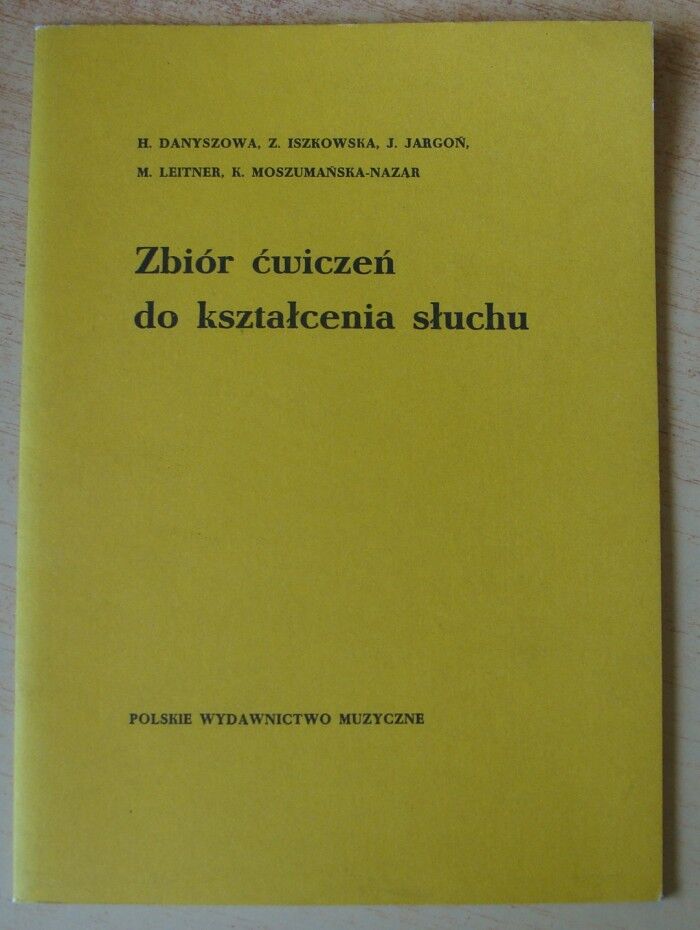 H. DANYSZOWA, Z. ISZKOWSKA, J. JARGOŃ,
M. LEITNER, K. MOSZUMAŃSKA-NAZAR
Zbiór ćwiczeń
do kształcenia słuchu
POLSKIE WYDAWNICTWO MUZYCZNE